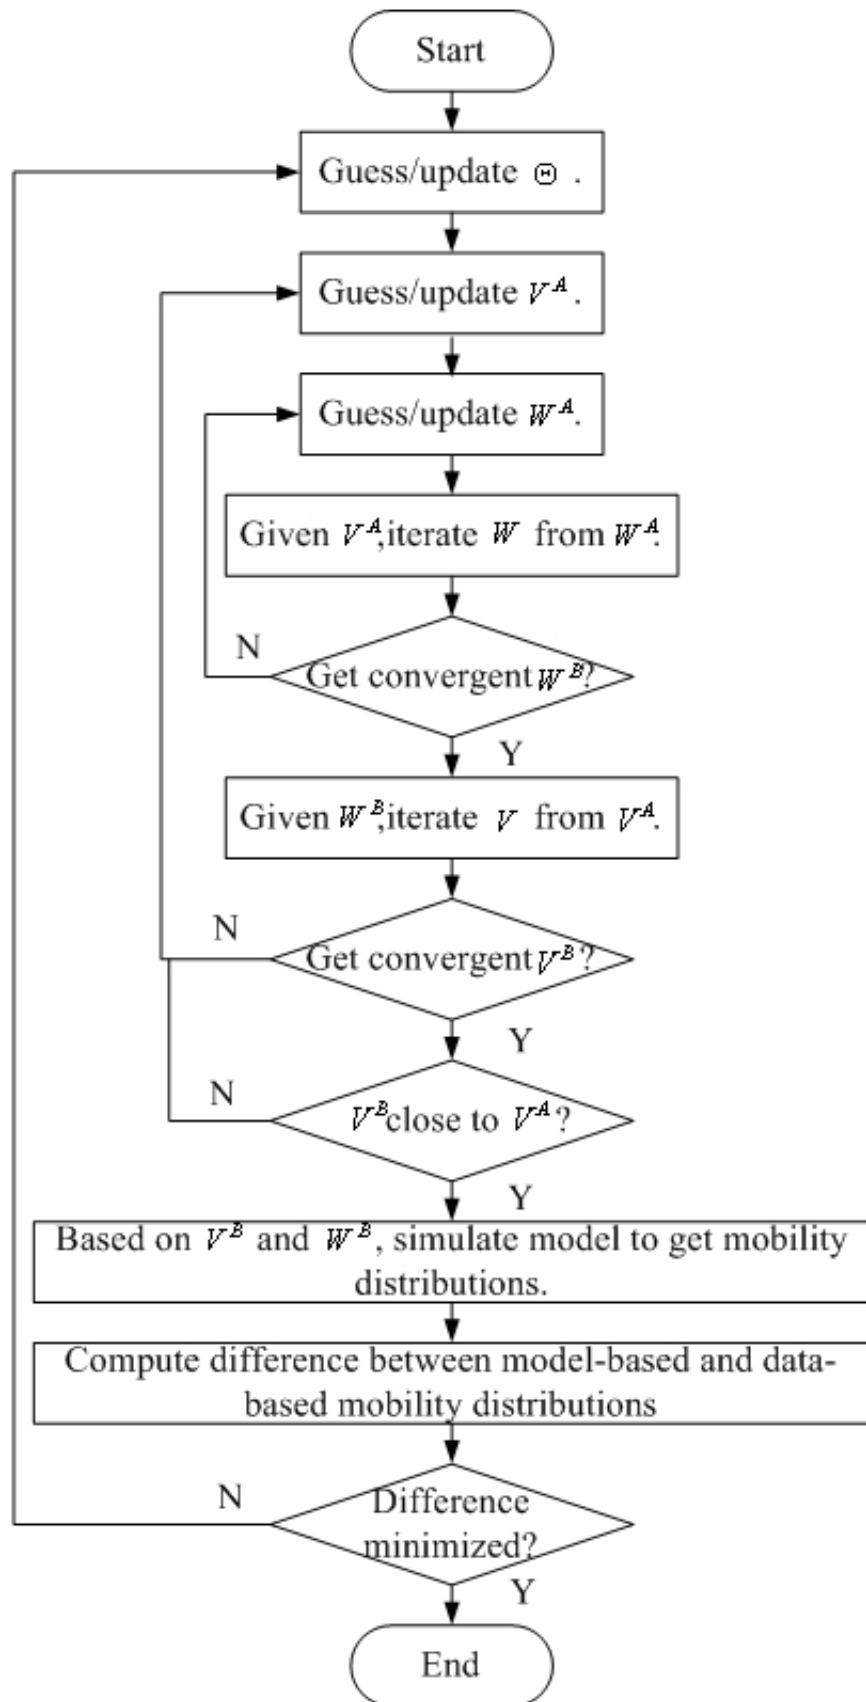 Start
Guess/update Θ .
Guess/update V^A.
Guess/update W^A.
Given V^A,iterate W from W^A.
N
Get convergent W^B?
Y
Given W^B,iterate V from V^A.
N
Get convergent V^B?
Y
N
V^B close to V^A?
Y
Based on V^B and W^B, simulate model to get mobility
distributions.
Compute difference between model-based and data-
based mobility distributions
N
Difference
minimized?
Y
End